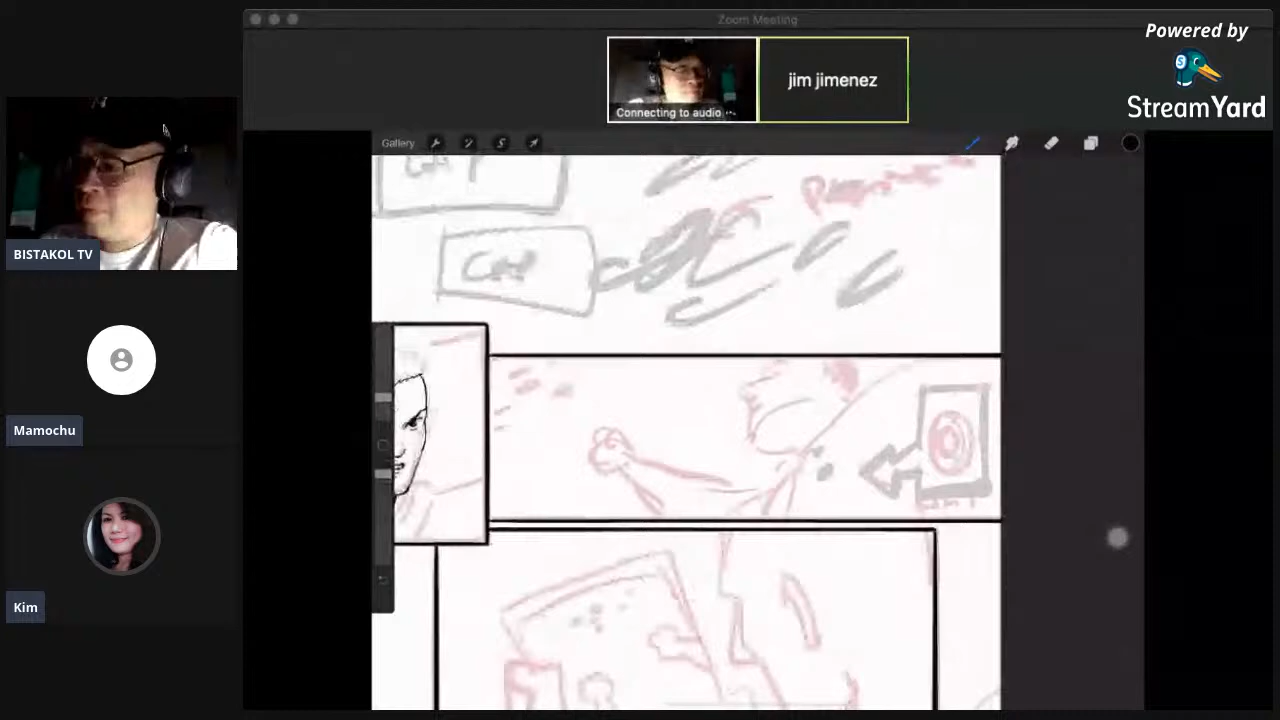 Zoom Meeting
Powered by
StreamYard
jim jimenez
Connecting to audio
Gallery
BISTAKOL TV
Mamochu
Kim